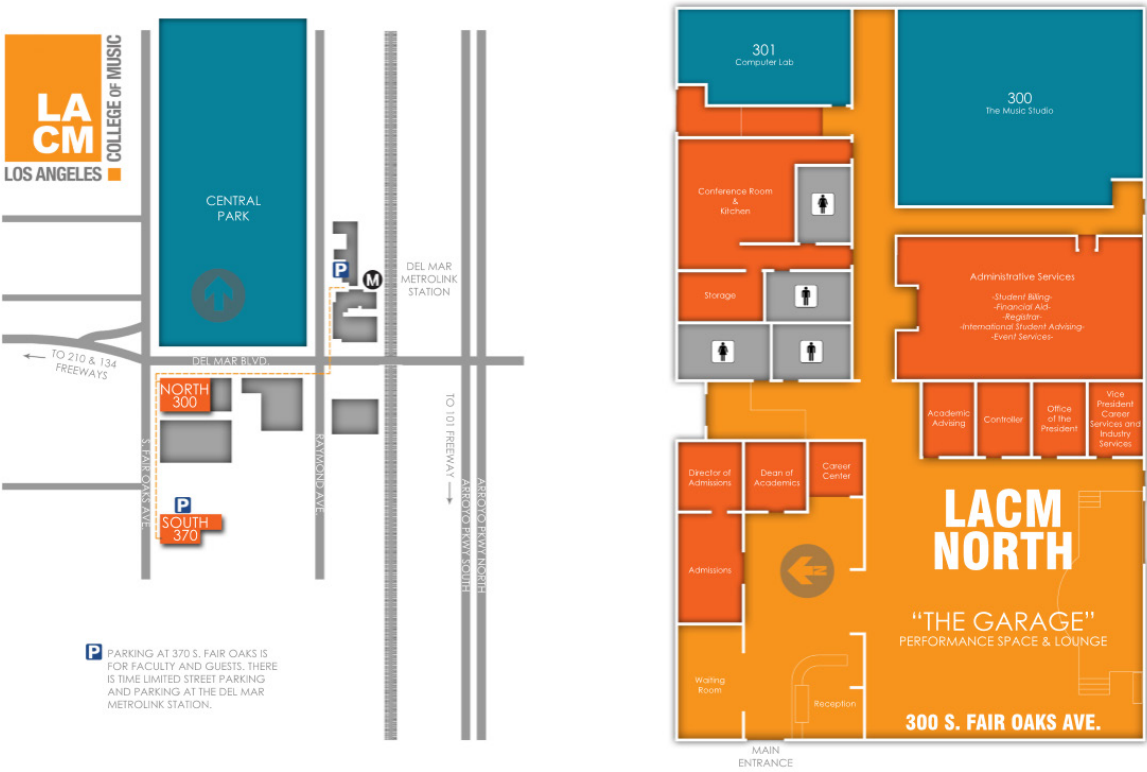 LA
CM
COLLEGE OF MUSIC
LOS ANGELES
CENTRAL
PARK
P
M
DEL MAR
METROLINK
STATION
TO 210 & 134
FREEWAYS
DEL MAR BLVD.
NORTH
300
S. FAIR OAKS AVE.
RAYMOND AVE.
TO 101 FREEWAY
ARROYO PKWY SOUTH
ARROYO PKWY NORTH
P
SOUTH
370
P
PARKING AT 370 S. FAIR OAKS IS
FOR FACULTY AND GUESTS. THERE
IS TIME LIMITED STREET PARKING
AND PARKING AT THE DEL MAR
METROLINK STATION.
301
Computer Lab
300
The Music Studio
Conference Room
&
Kitchen
Storage
Administrative Services
-Student Billing-
-Financial Aid-
-Registrar-
-International Student Advising-
-Event Services-
Academic
Advising
Controller
Office
of the
President
Vice
President
Career
Services and
Industry
Services
Director of
Admissions
Dean of
Academics
Career
Center
Admissions
N
LACM
NORTH
"THE GARAGE"
PERFORMANCE SPACE & LOUNGE
Waiting
Room
Reception
300 S. FAIR OAKS AVE.
MAIN
ENTRANCE